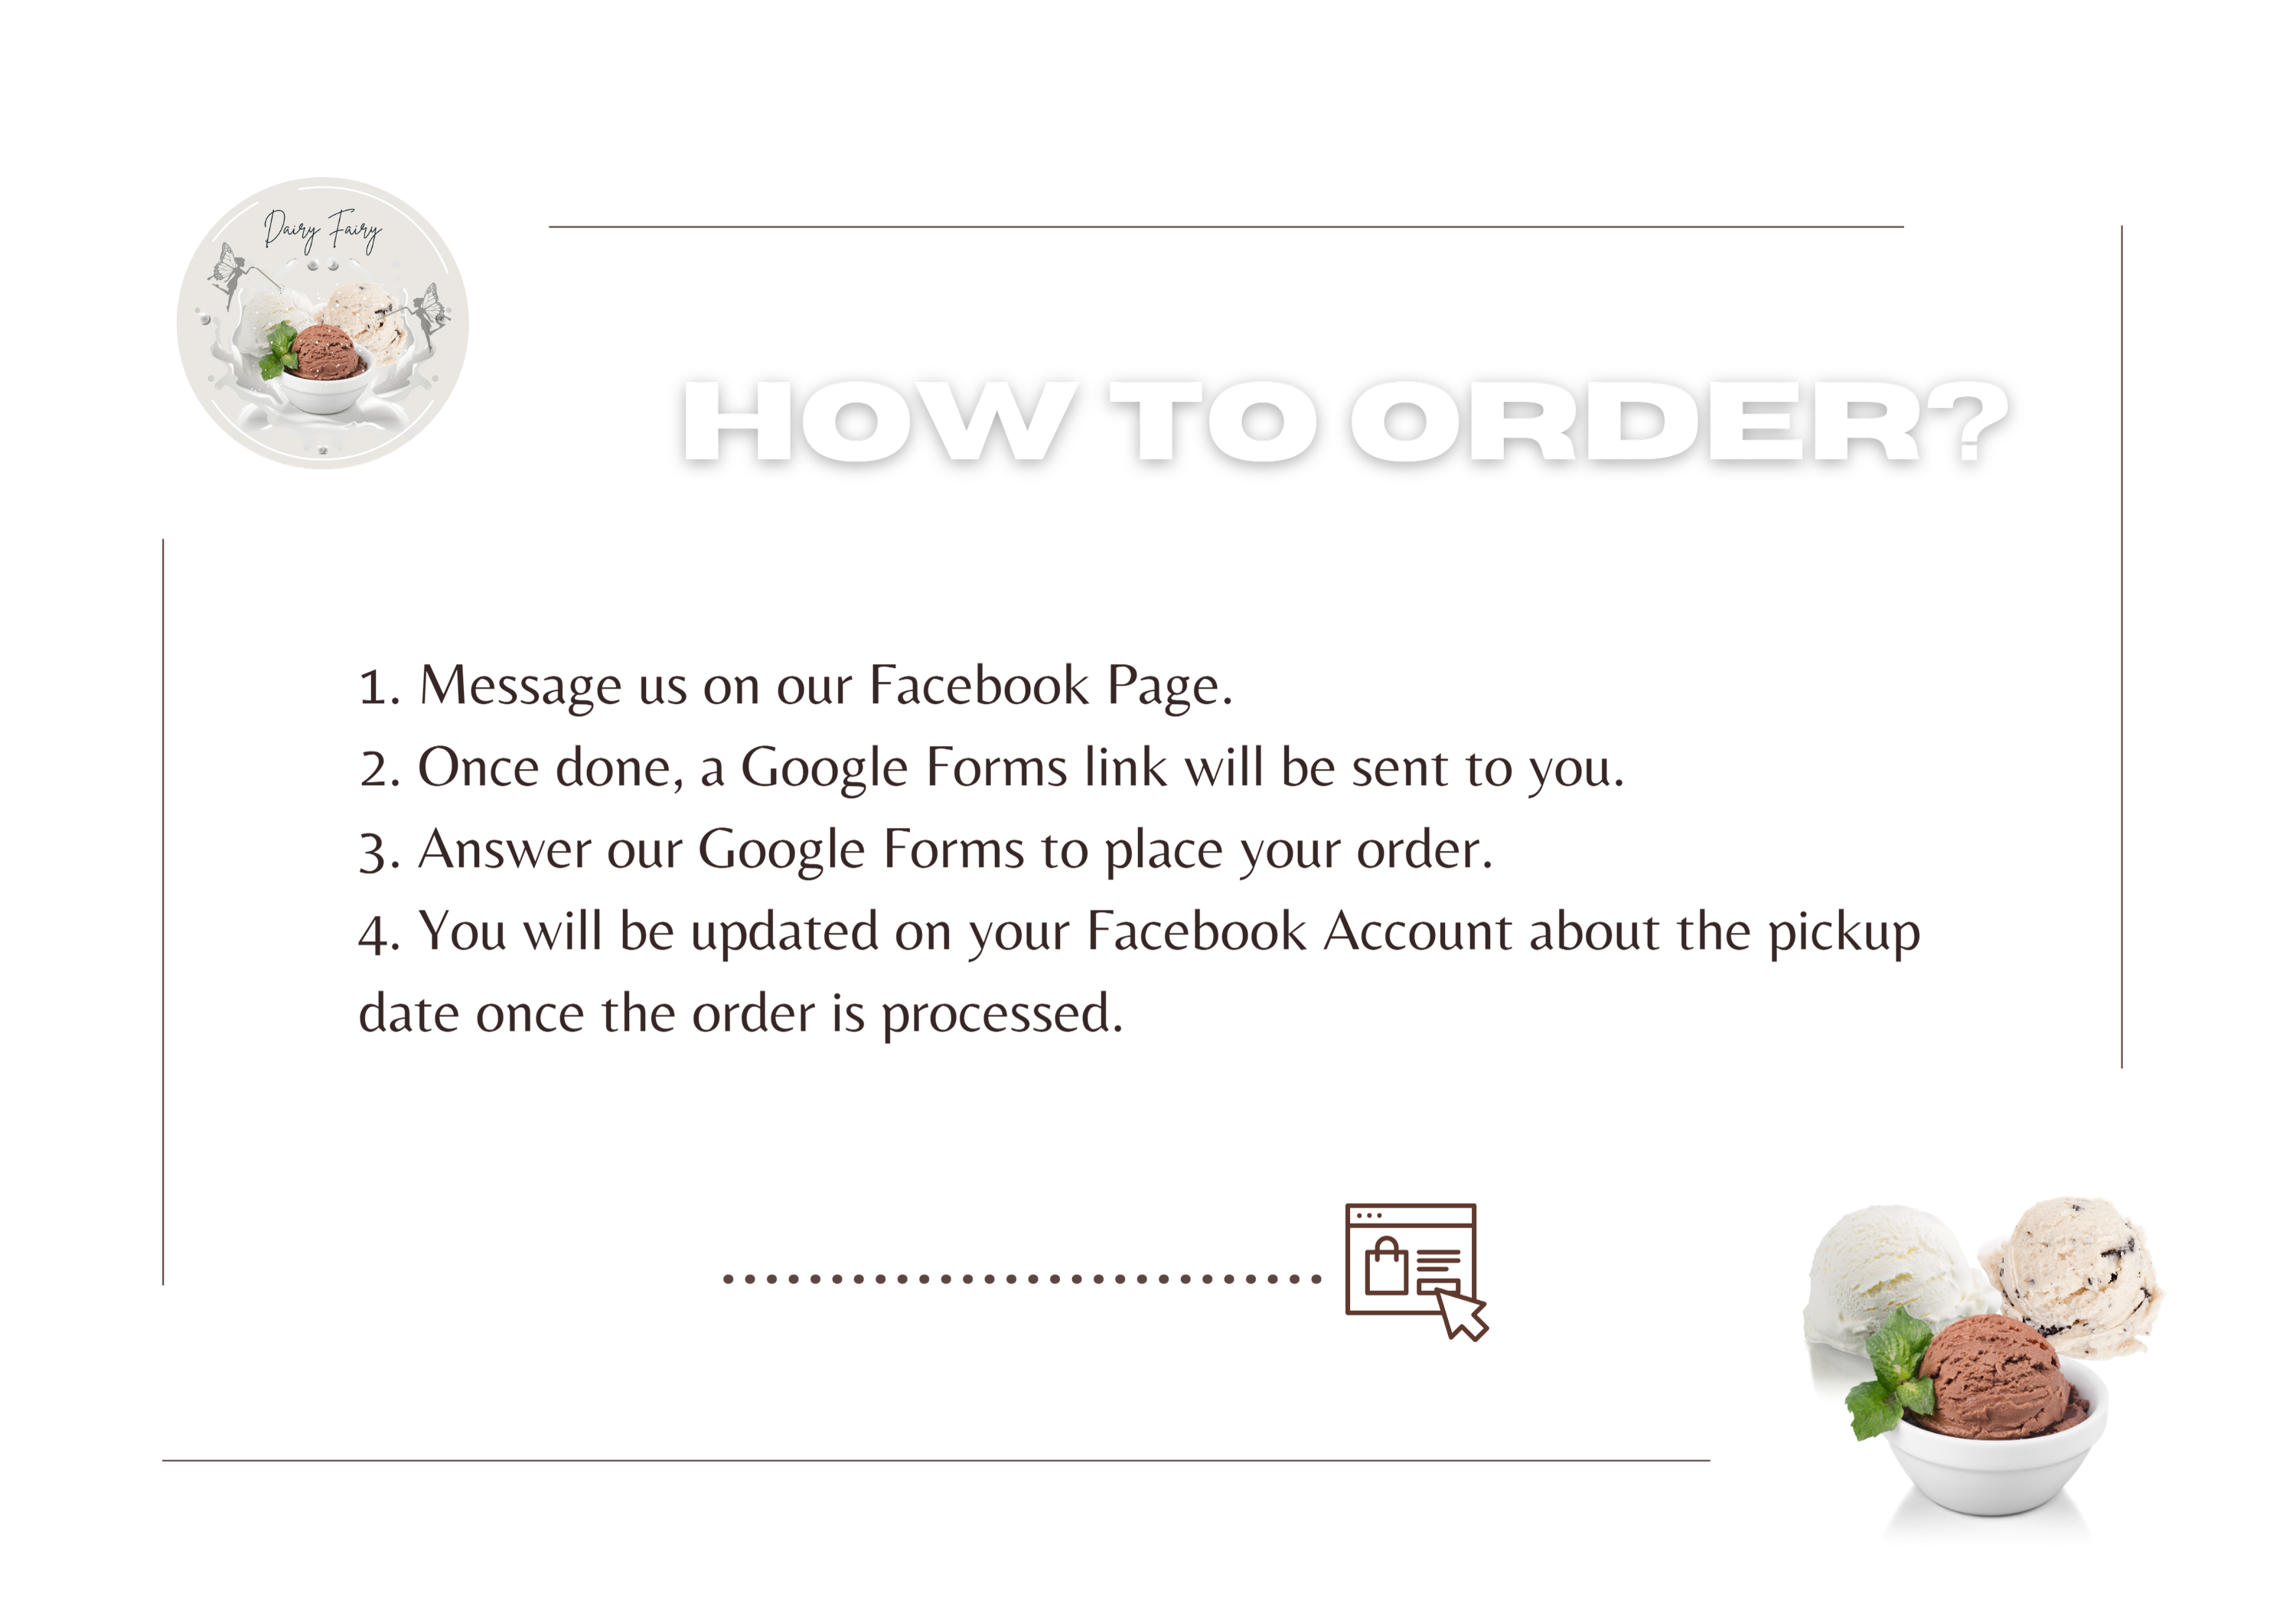 Dairy Fairy
HOW TO ORDER?
1. Message us on our Facebook Page.
2. Once done, a Google Forms link will be sent to you.
3. Answer our Google Forms to place your order.
4. You will be updated on your Facebook Account about the pickup
date once the order is processed.